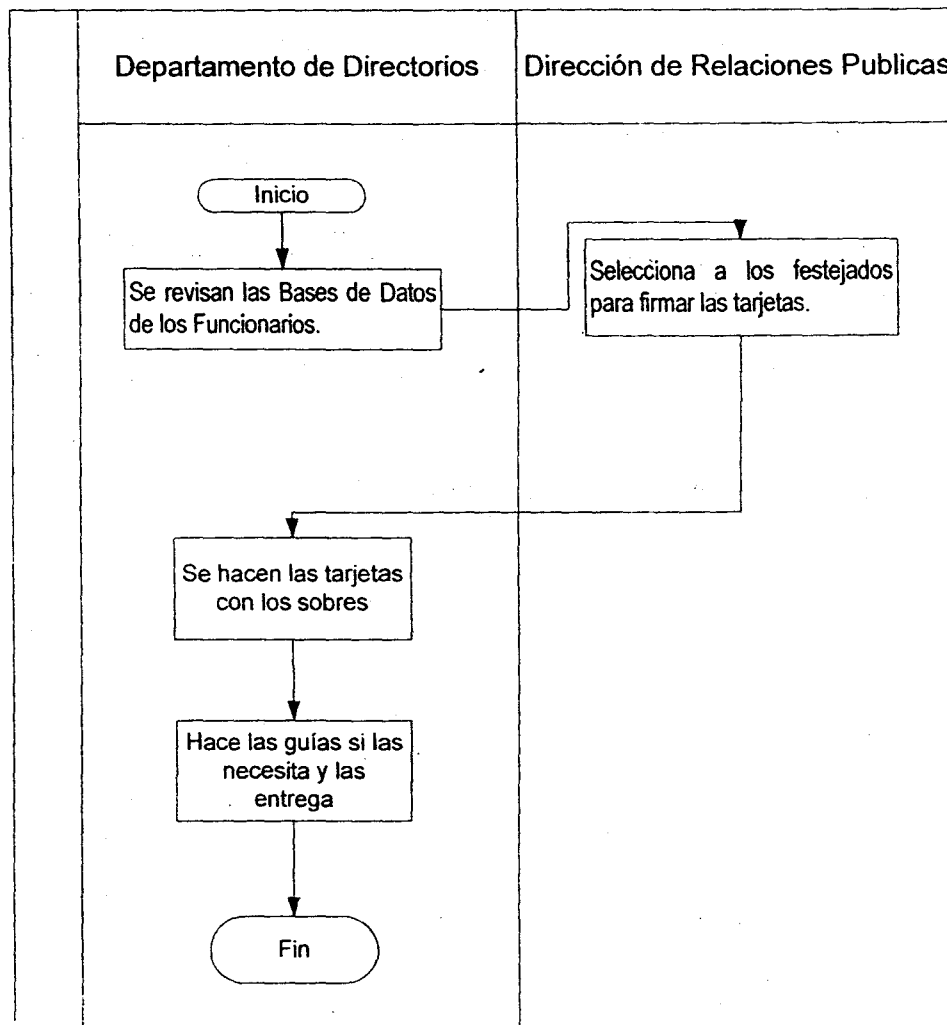 Departamento de Directorios
Dirección de Relaciones Publicas
Inicio
Se revisan las Bases de Datos
de los Funcionarios.
Selecciona a los festejados
para firmar las tarjetas.
Se hacen las tarjetas
con los sobres
Hace las guías si las
necesita y las
entrega
Fin